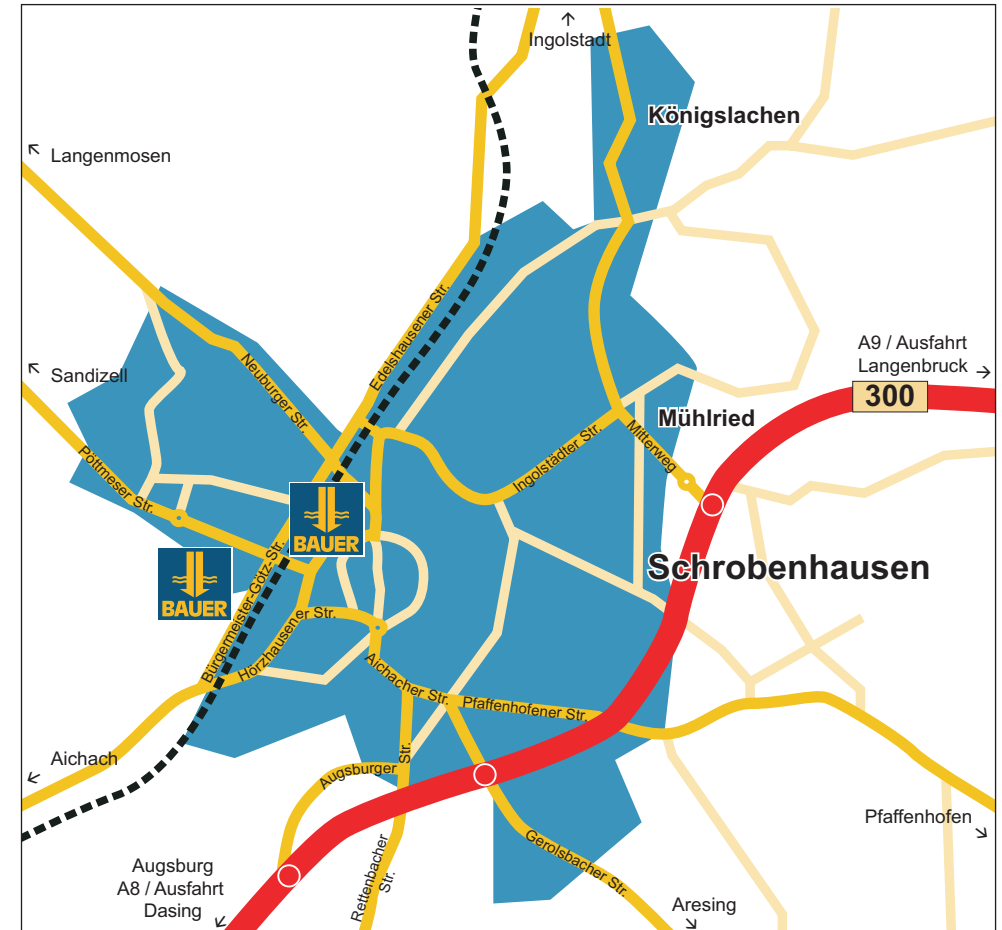 Ingolstadt
Königslachen
Langenmosen
A9 / Ausfahrt
Langenbruck
Sandizell
300
Edelshausener Str.
Neuburger Str.
Mühlried
Mitterweg
Ingolstädter Str.
Pöttmeser Str.
BAUER
BAUER
Schrobenhausen
Bürgermeister-Götz-Str.
Hörzhausener Str.
Aichacher Str.
Pfaffenhofener Str.
Aichach
Augsburger Str.
Pfaffenhofen
Gerolsbacher Str.
Rettenbacher
Str.
Augsburg
A8 / Ausfahrt
Dasing
Aresing